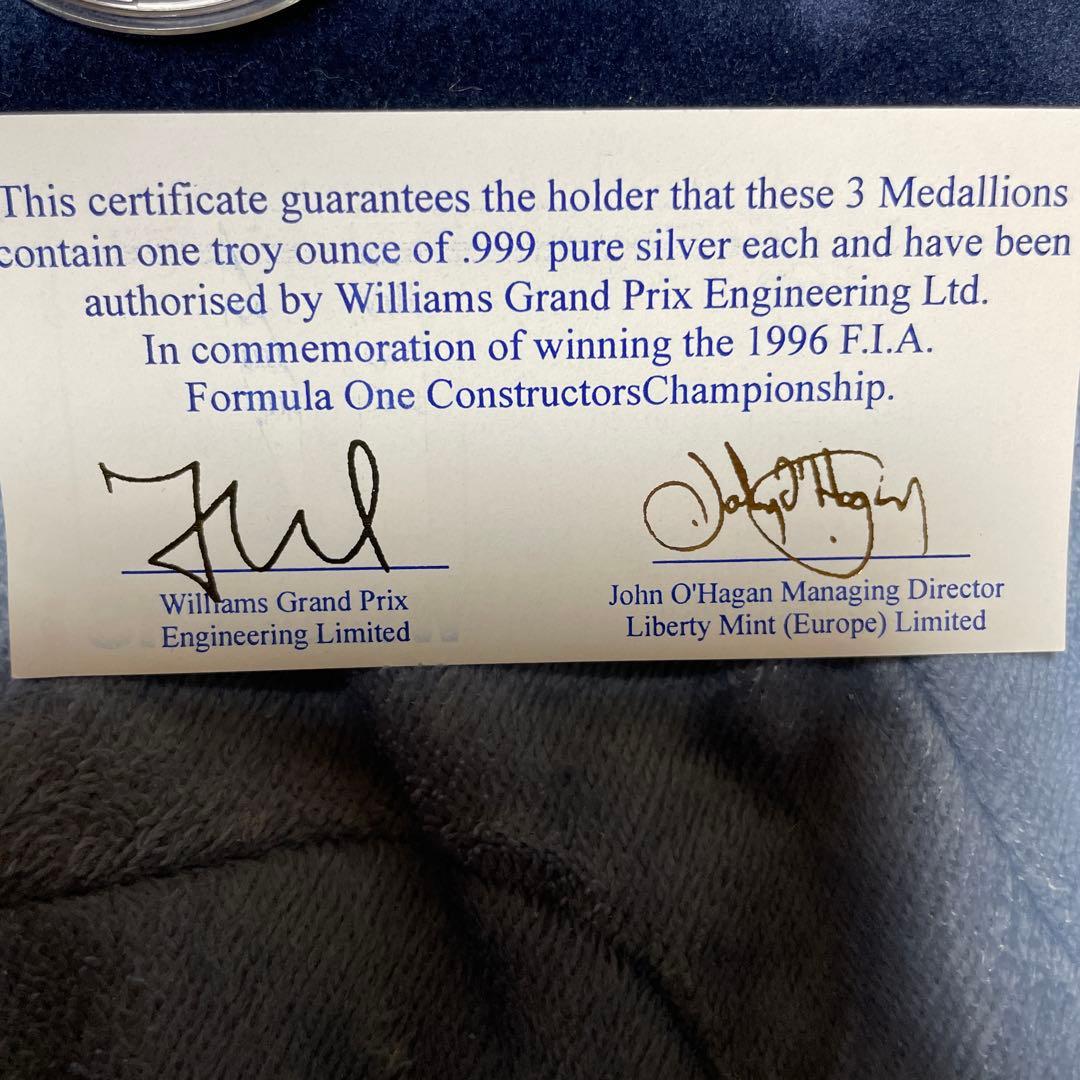 This certificate guarantees the holder that these 3 Medallions
contain one troy ounce of .999 pure silver each and have been
authorised by Williams Grand Prix Engineering Ltd.
In commemoration of winning the 1996 F.I.A.
Formula One ConstructorsChampionship.
Williams Grand Prix
Engineering Limited
John O'Hagan Managing Director
Liberty Mint (Europe) Limited